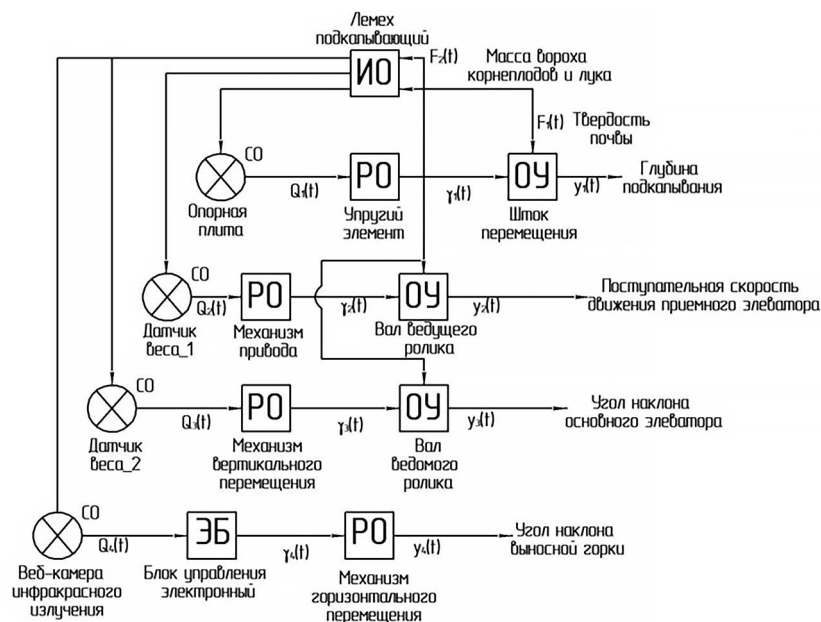 Лемех
подкапывающий
ИО
F₂(t)
Масса вороха
корнеплодов и лука
F₁(t)
Твердость
почвы
СО
Q₁(t)
РО
γ₁(t)
ОУ
y₁(t)
Глубина
подкапывания
Опорная
плита
Упругий
элемент
Шток
перемещения
СО
Q₂(t)
РО
γ₂(t)
ОУ
y₂(t)
Поступательная скорость
движения приемного элеватора
Датчик
веса_1
Механизм
привода
Вал ведущего
ролика
СО
Q₃(t)
РО
γ₃(t)
ОУ
y₃(t)
Угол наклона
основного элеватора
Датчик
веса_2
Механизм
вертикального
перемещения
Вал
ведомого
ролика
СО
Q₄(t)
ЭБ
γ₄(t)
РО
y₄(t)
Угол наклона
выносной горки
Веб-камера
инфракрасного
излучения
Блок управления
электронный
Механизм
горизонтального
перемещения